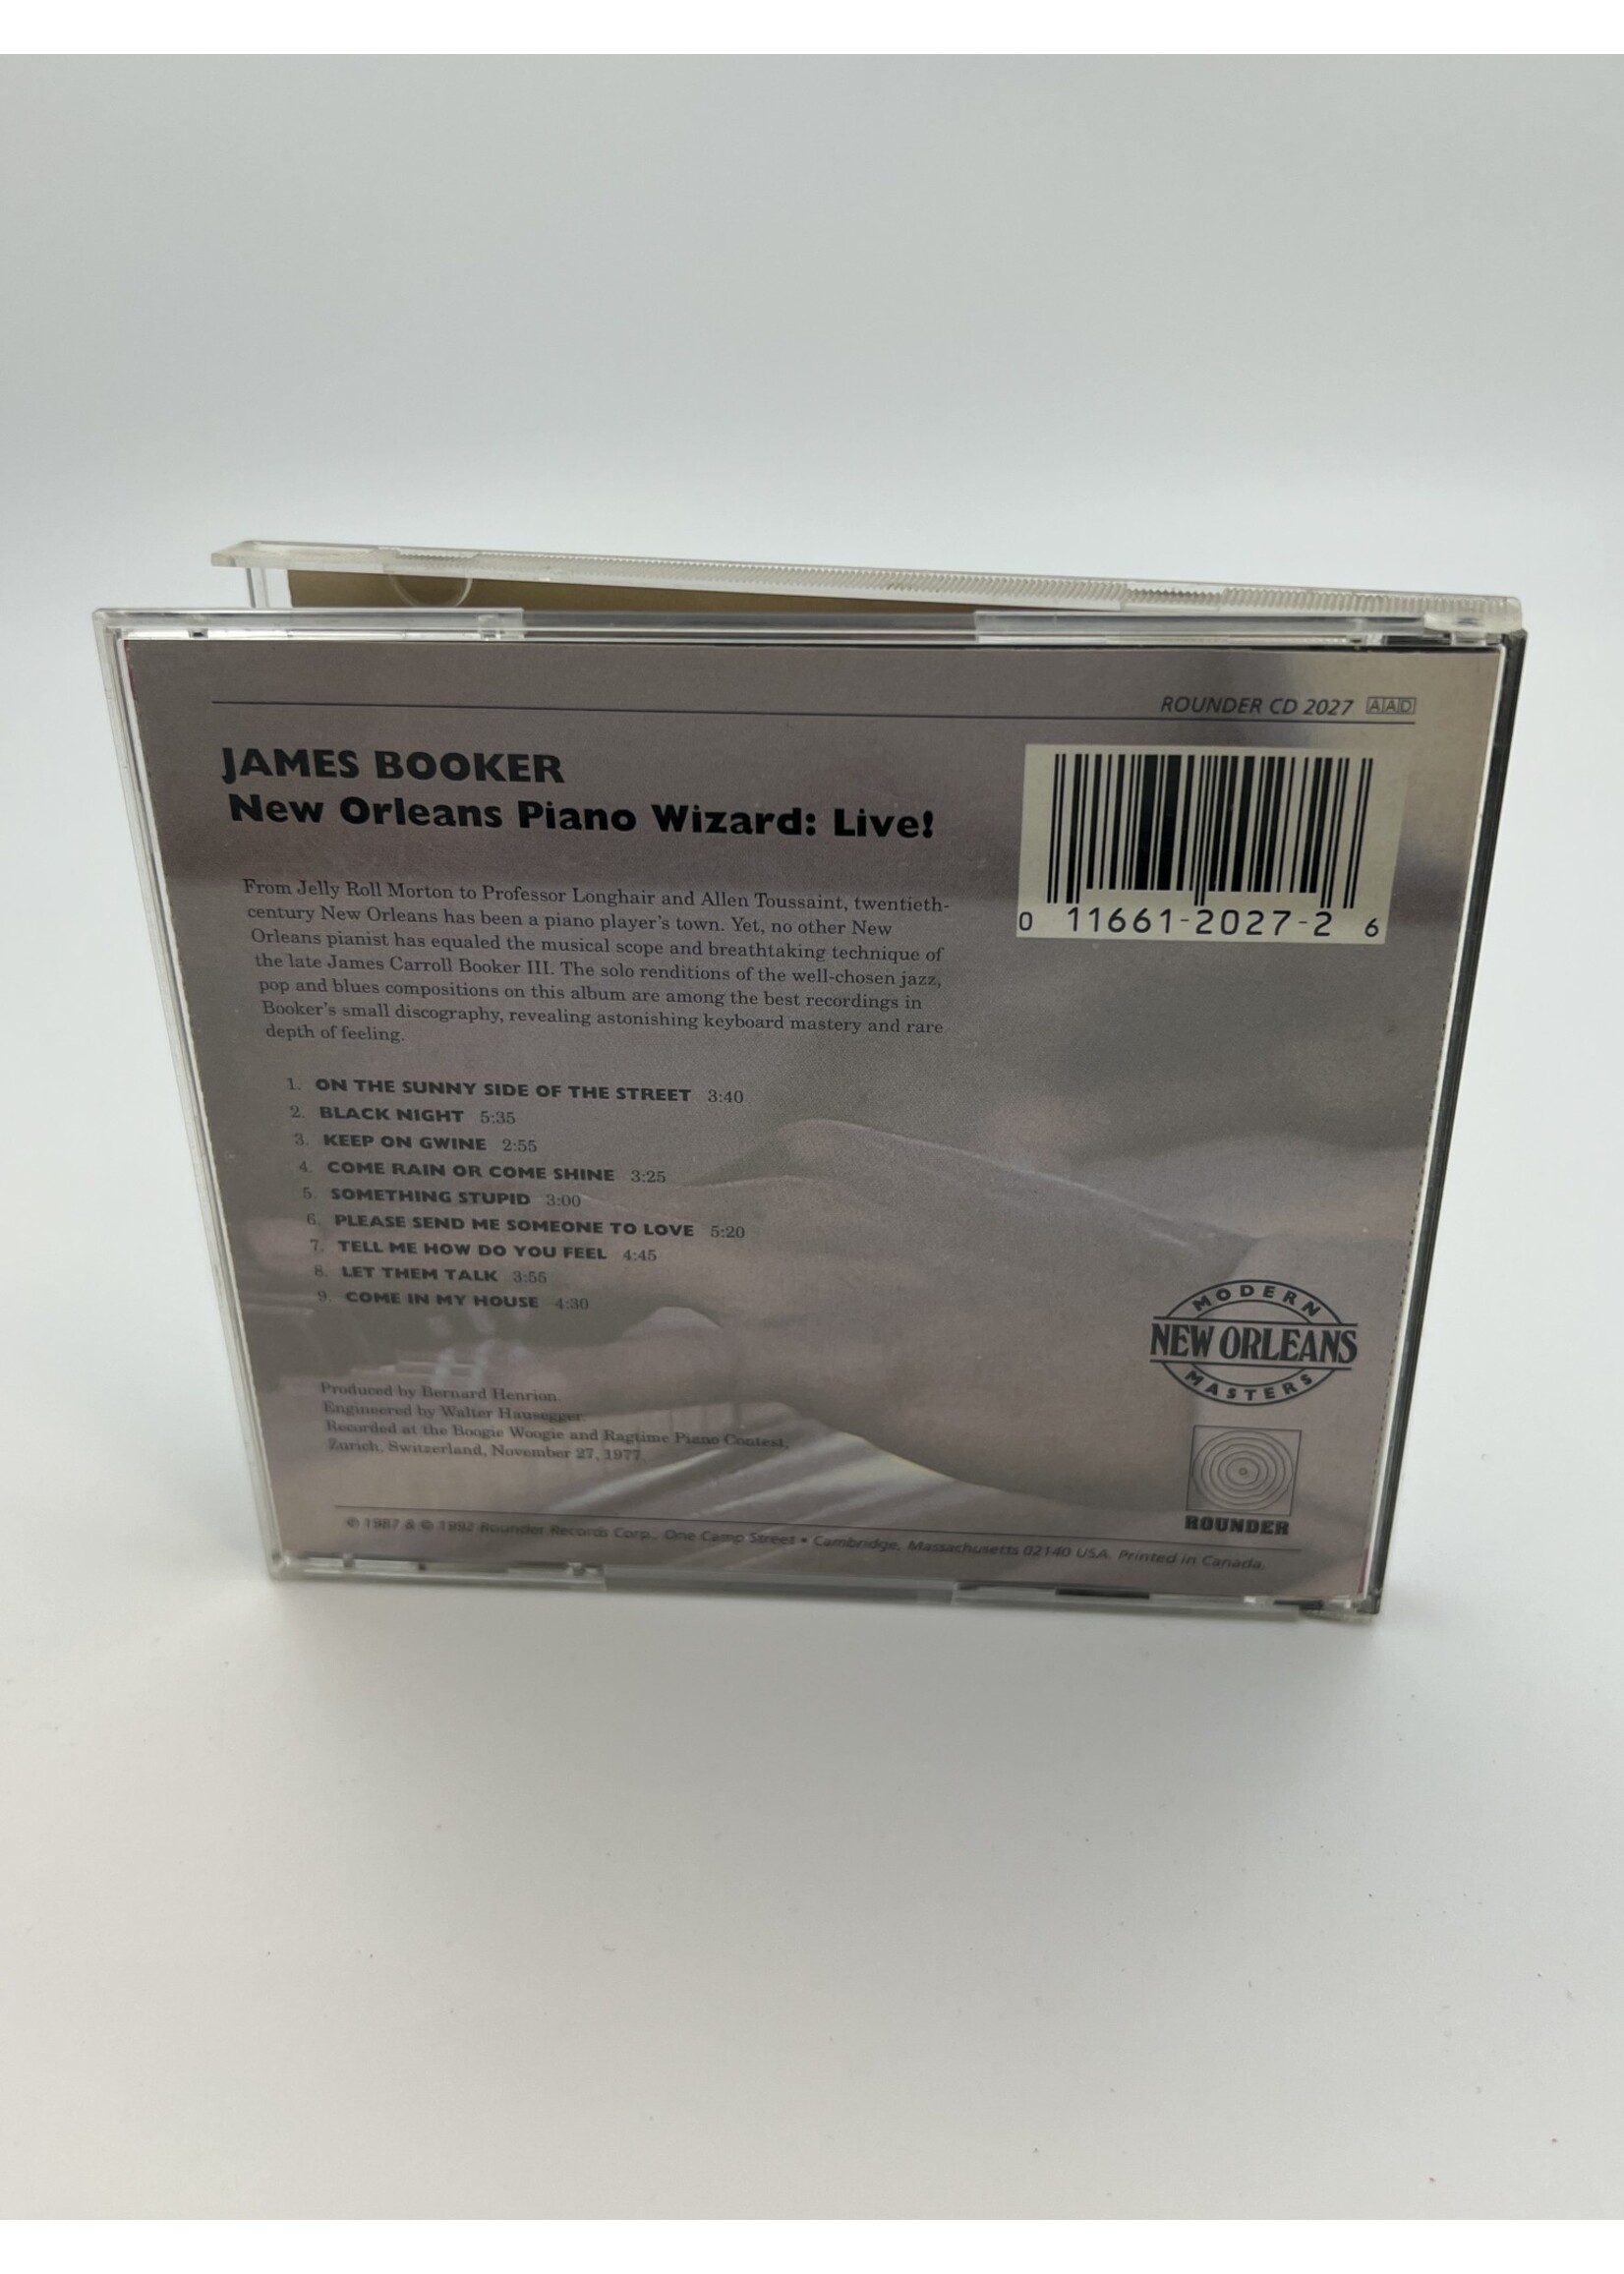 ROUNDER CD 2027 AAD
JAMES BOOKER
New Orleans Piano Wizard: Live!
0 11661-2027-2 6
From Jelly Roll Morton to Professor Longhair and Allen Toussaint, twentieth-
century New Orleans has been a piano player's town. Yet, no other New
Orleans pianist has equaled the musical scope and breathtaking technique of
the late James Carroll Booker III. The solo renditions of the well-chosen jazz,
pop and blues compositions on this album are among the best recordings in
Booker's small discography, revealing astonishing keyboard mastery and rare
depth of feeling.
1. ON THE SUNNY SIDE OF THE STREET 3:40
2. BLACK NIGHT 5:35
3. KEEP ON GWINE 2:55
4. COME RAIN OR COME SHINE 3:25
5. SOMETHING STUPID 3:00
6. PLEASE SEND ME SOMEONE TO LOVE 5:20
7. TELL ME HOW DO YOU FEEL 4:45
8. LET THEM TALK 3:55
9. COME IN MY HOUSE 4:30
Produced by Bernard Henrion.
Engineered by Walter Hausegger.
Recorded at the Boogie Woogie and Ragtime Piano Contest,
Zurich, Switzerland, November 27, 1977.
MODERN
NEW ORLEANS
MASTERS
ROUNDER
℗ 1987 & © 1992 Rounder Records Corp., One Camp Street • Cambridge, Massachusetts 02140 USA. Printed in Canada.